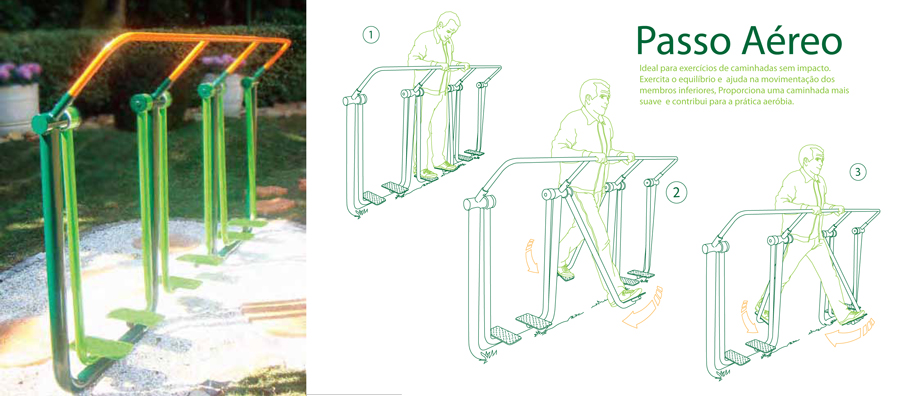 1
Passo Aéreo
Ideal para exercícios de caminhadas sem impacto.
Exercita o equilíbrio e ajuda na movimentação dos
membros inferiores, Proporciona uma caminhada mais
suave e contribui para a prática aeróbia.
2
3